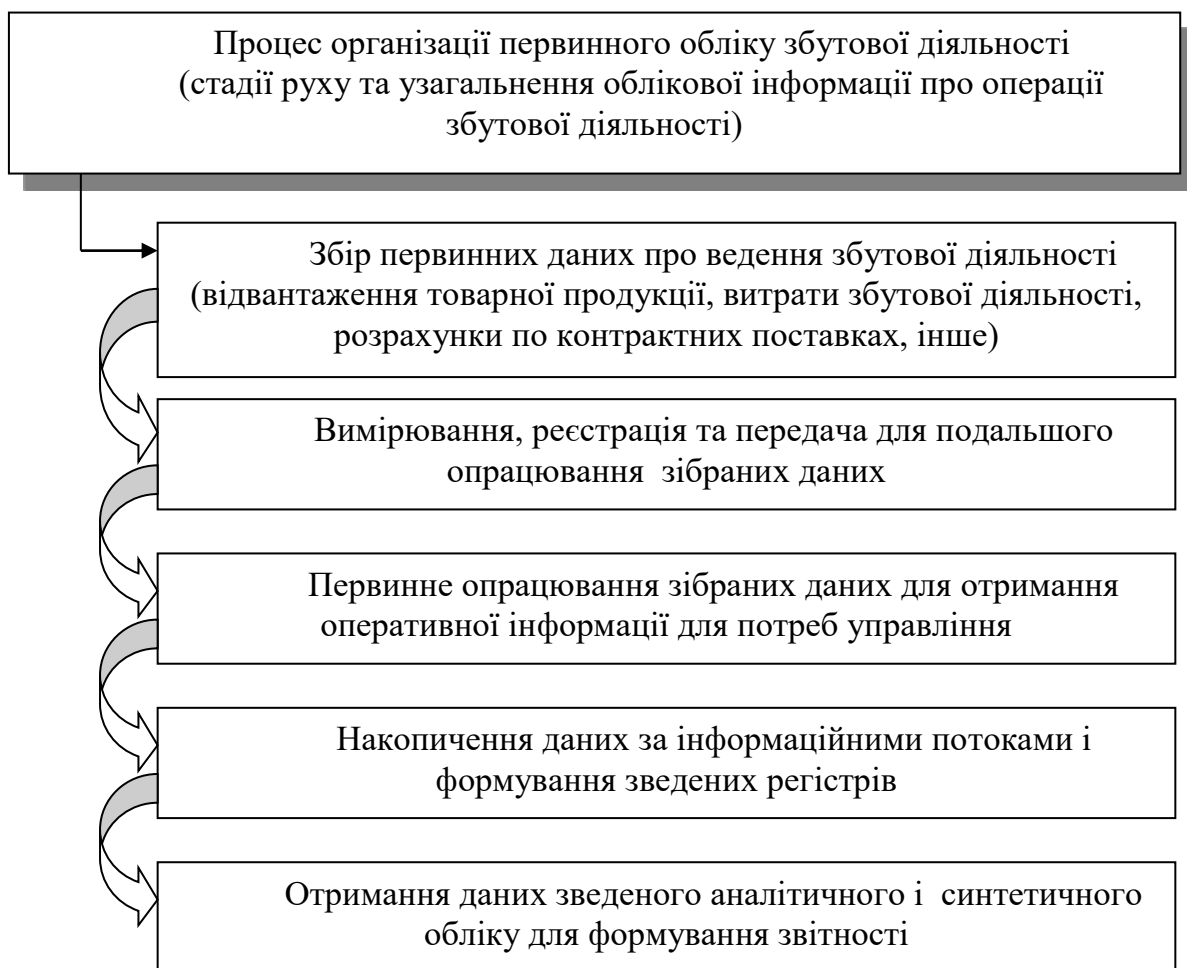 Процес організації первинного обліку збутової діяльності
(стадії руху та узагальнення облікової інформації про операції
збутової діяльності)
Збір первинних даних про ведення збутової діяльності
(відвантаження товарної продукції, витрати збутової діяльності,
розрахунки по контрактних поставках, інше)
Вимірювання, реєстрація та передача для подальшого
опрацювання зібраних даних
Первинне опрацювання зібраних даних для отримання
оперативної інформації для потреб управління
Накопичення даних за інформаційними потоками і
формування зведених регістрів
Отримання даних зведеного аналітичного і синтетичного
обліку для формування звітності